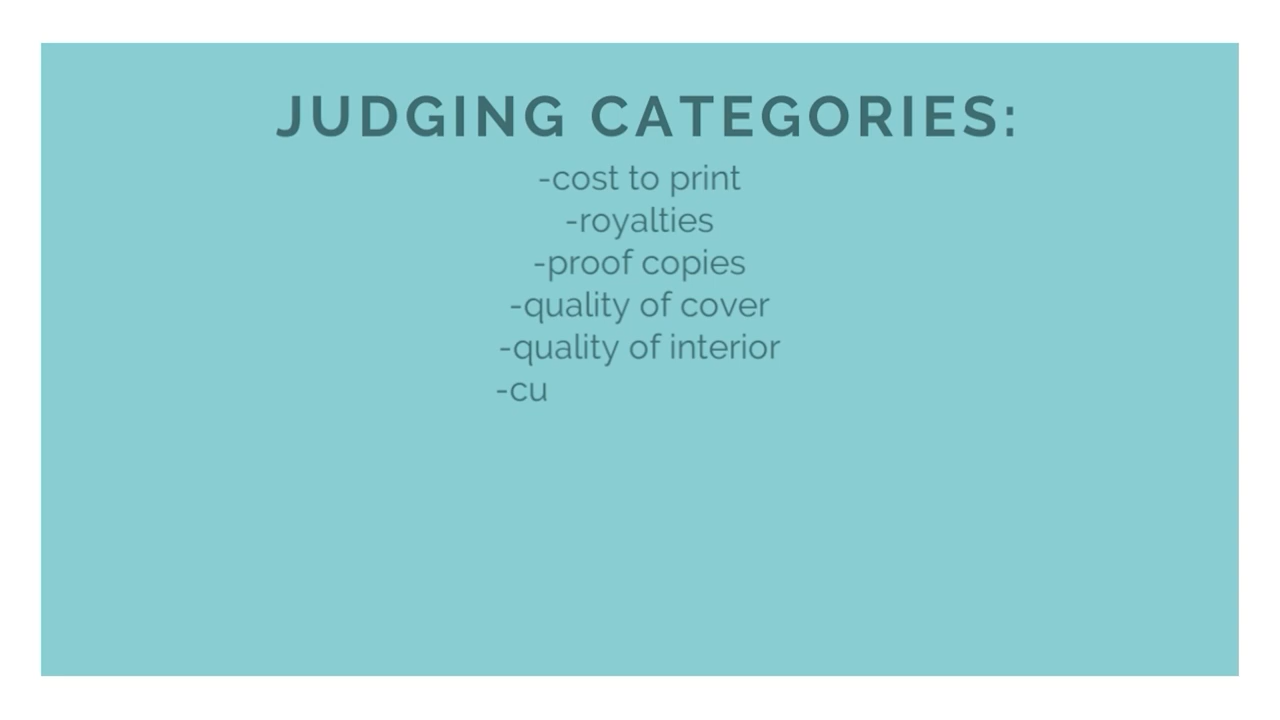 JUDGING CATEGORIES:
-cost to print
-royalties
-proof copies
-quality of cover
-quality of interior
-cu